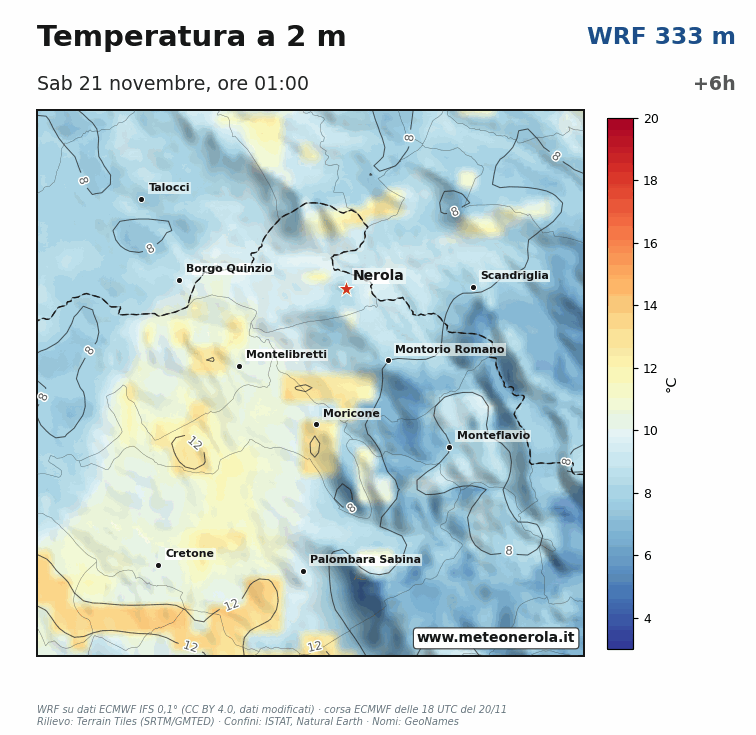 Temperatura a 2 m
WRF 333 m
Sab 21 novembre, ore 01:00
+6h
8
8
8
Talocci
8
8
Borgo Quinzio
Nerola
Scandriglia
8
Montelibretti
Montorio Romano
8
Moricone
12
Monteflavio
8
8
8
Cretone
Palombara Sabina
12
12
12
www.meteonerola.it
20
18
16
14
12
10
8
6
4
°C
WRF su dati ECMWF IFS 0,1° (CC BY 4.0, dati modificati) · corsa ECMWF delle 18 UTC del 20/11
Rilievo: Terrain Tiles (SRTM/GMTED) · Confini: ISTAT, Natural Earth · Nomi: GeoNames